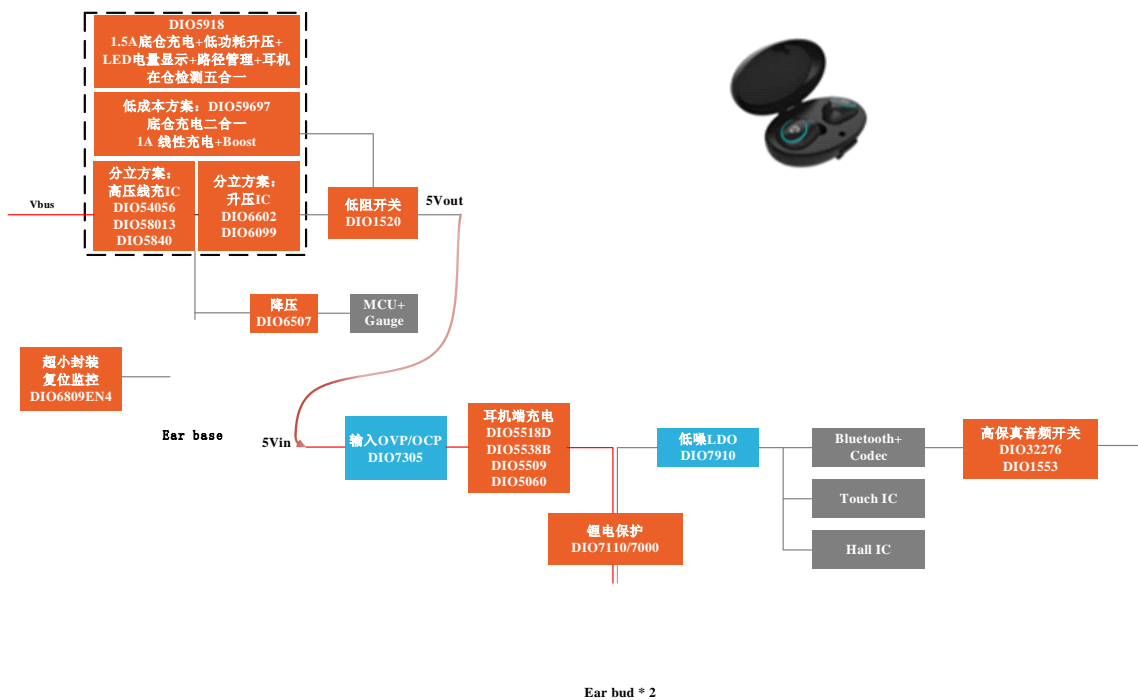 DIO5918
1.5A底仓充电+低功耗升压+
LED电量显示+路径管理+耳机
在仓检测五合一
低成本方案：DIO59697
底仓充电二合一
1A 线性充电+Boost
分立方案：
高压线充IC
DIO54056
DIO58013
DIO5840
分立方案：
升压IC
DIO6602
DIO6099
Vbus
低阻开关
DIO1520
5Vout
降压
DIO6507
MCU+
Gauge
超小封装
复位监控
DIO6809EN4
Ear base
5Vin
输入OVP/OCP
DIO7305
耳机端充电
DIO5518D
DIO5538B
DIO5509
DIO5060
低噪LDO
DIO7910
Bluetooth+
Codec
高保真音频开关
DIO32276
DIO1553
Touch IC
Hall IC
锂电保护
DIO7110/7000
Ear bud * 2